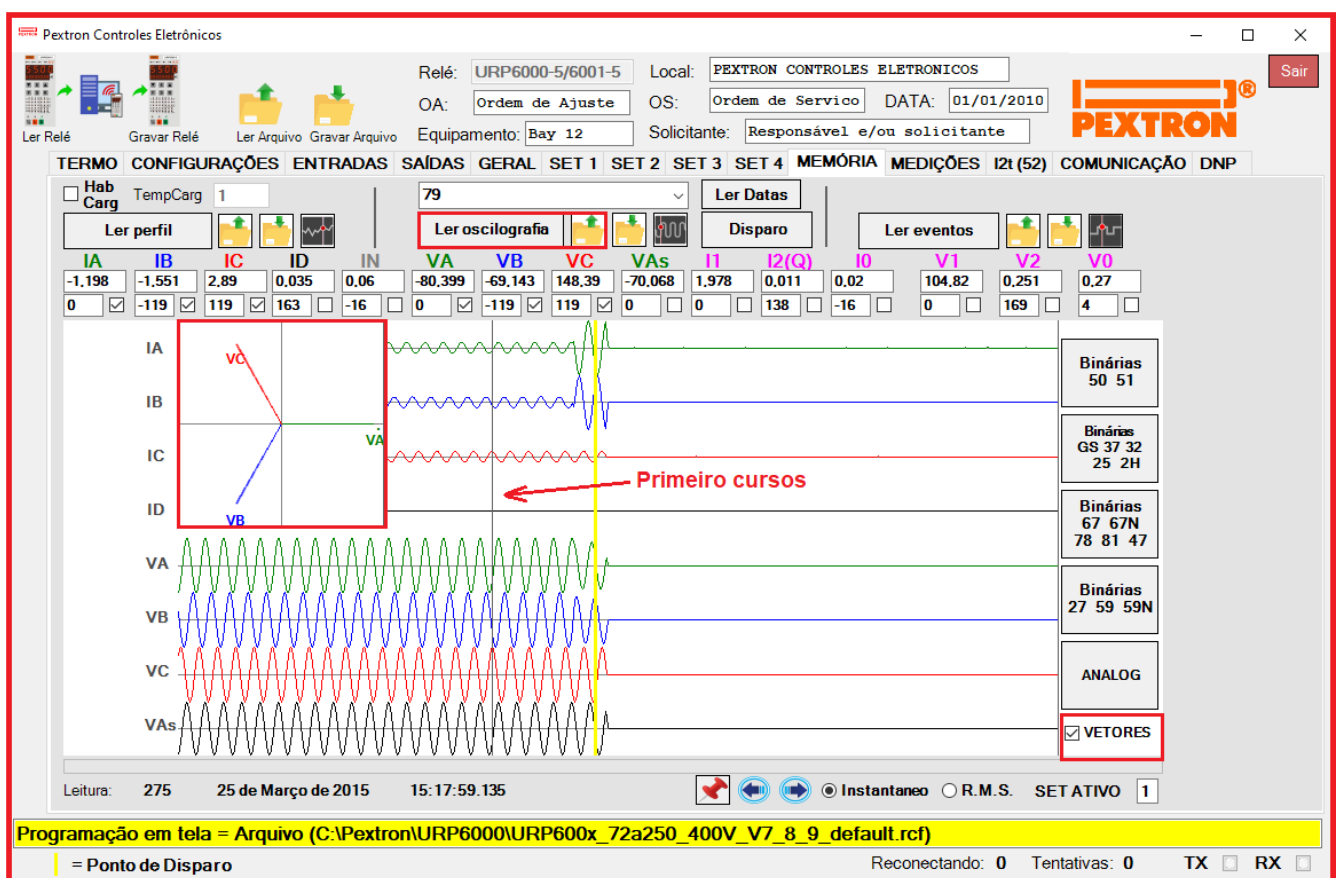 Pextron Controles Eletrônicos
Relé: URP6000-5/6001-5 Local: PEXTRON CONTROLES ELETRONICOS Sair
OA: Ordem de Ajuste OS: Ordem de Servico DATA: 01/01/2010
Ler Relé Gravar Relé Ler Arquivo Gravar Arquivo Equipamento: Bay 12 Solicitante: Responsável e/ou solicitante PEXTRON®
TERMO CONFIGURAÇÕES ENTRADAS SAÍDAS GERAL SET 1 SET 2 SET 3 SET 4 MEMÓRIA MEDIÇÕES I2t (52) COMUNICAÇÃO DNP
Hab Carg TempCarg 1 79 Ler Datas
Ler perfil Ler oscilografia Disparo Ler eventos
IA IB IC ID IN VA VB VC VAs I1 I2(Q) I0 V1 V2 V0
-1,198 -1,551 2,89 0,035 0,06 -80,399 -69,143 148,39 -70,068 1,978 0,011 0,02 104,82 0,251 0,27
0 -119 119 163 -16 0 -119 119 0 0 138 -16 0 169 4
IA
IB
IC
ID
VA
VB
VC
VAs
VC
VA
VB
Primeiro cursos
Binárias
50 51
Binárias
GS 37 32
25 2H
Binárias
67 67N
78 81 47
Binárias
27 59 59N
ANALOG
VETORES
Leitura: 275 25 de Março de 2015 15:17:59.135 Instantaneo R.M.S. SET ATIVO 1
Programação em tela = Arquivo (C:\Pextron\URP6000\URP600x_72a250_400V_V7_8_9_default.rcf)
= Ponto de Disparo Reconectando: 0 Tentativas: 0 TX RX